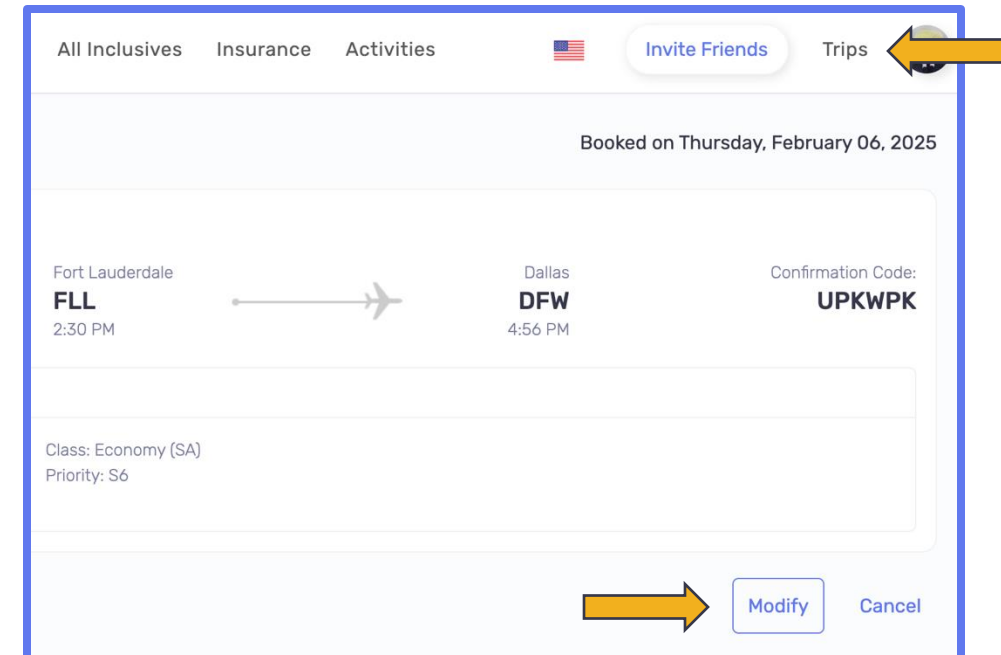 All Inclusives Insurance Activities Invite Friends Trips
Booked on Thursday, February 06, 2025
Fort Lauderdale Dallas Confirmation Code:
FLL DFW UPKWPK
2:30 PM 4:56 PM
Class: Economy (SA)
Priority: S6
Modify Cancel